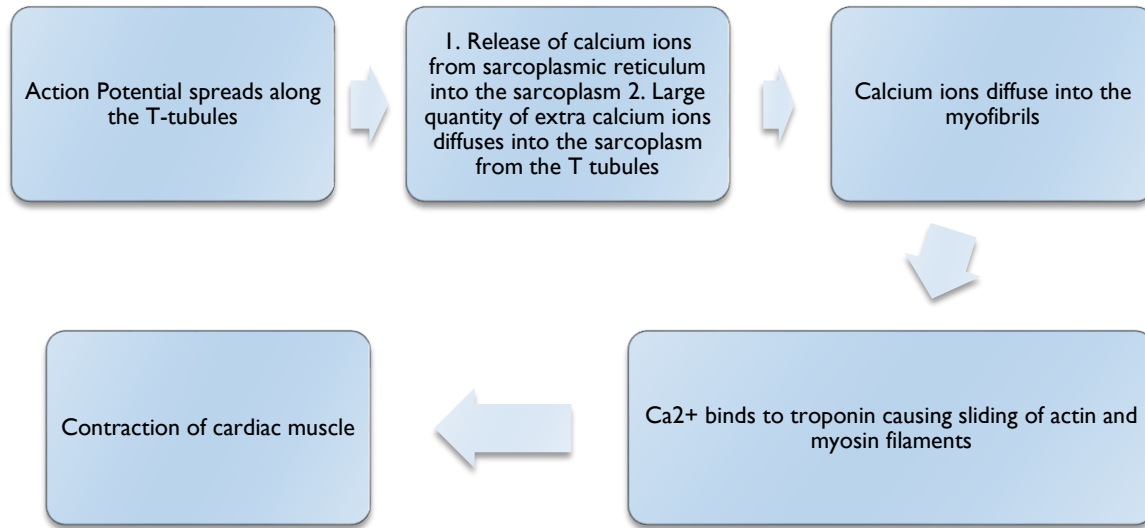 Action Potential spreads along
the T-tubules
1. Release of calcium ions
from sarcoplasmic reticulum
into the sarcoplasm 2. Large
quantity of extra calcium ions
diffuses into the sarcoplasm
from the T tubules
Calcium ions diffuse into the
myofibrils
Ca2+ binds to troponin causing sliding of actin and
myosin filaments
Contraction of cardiac muscle